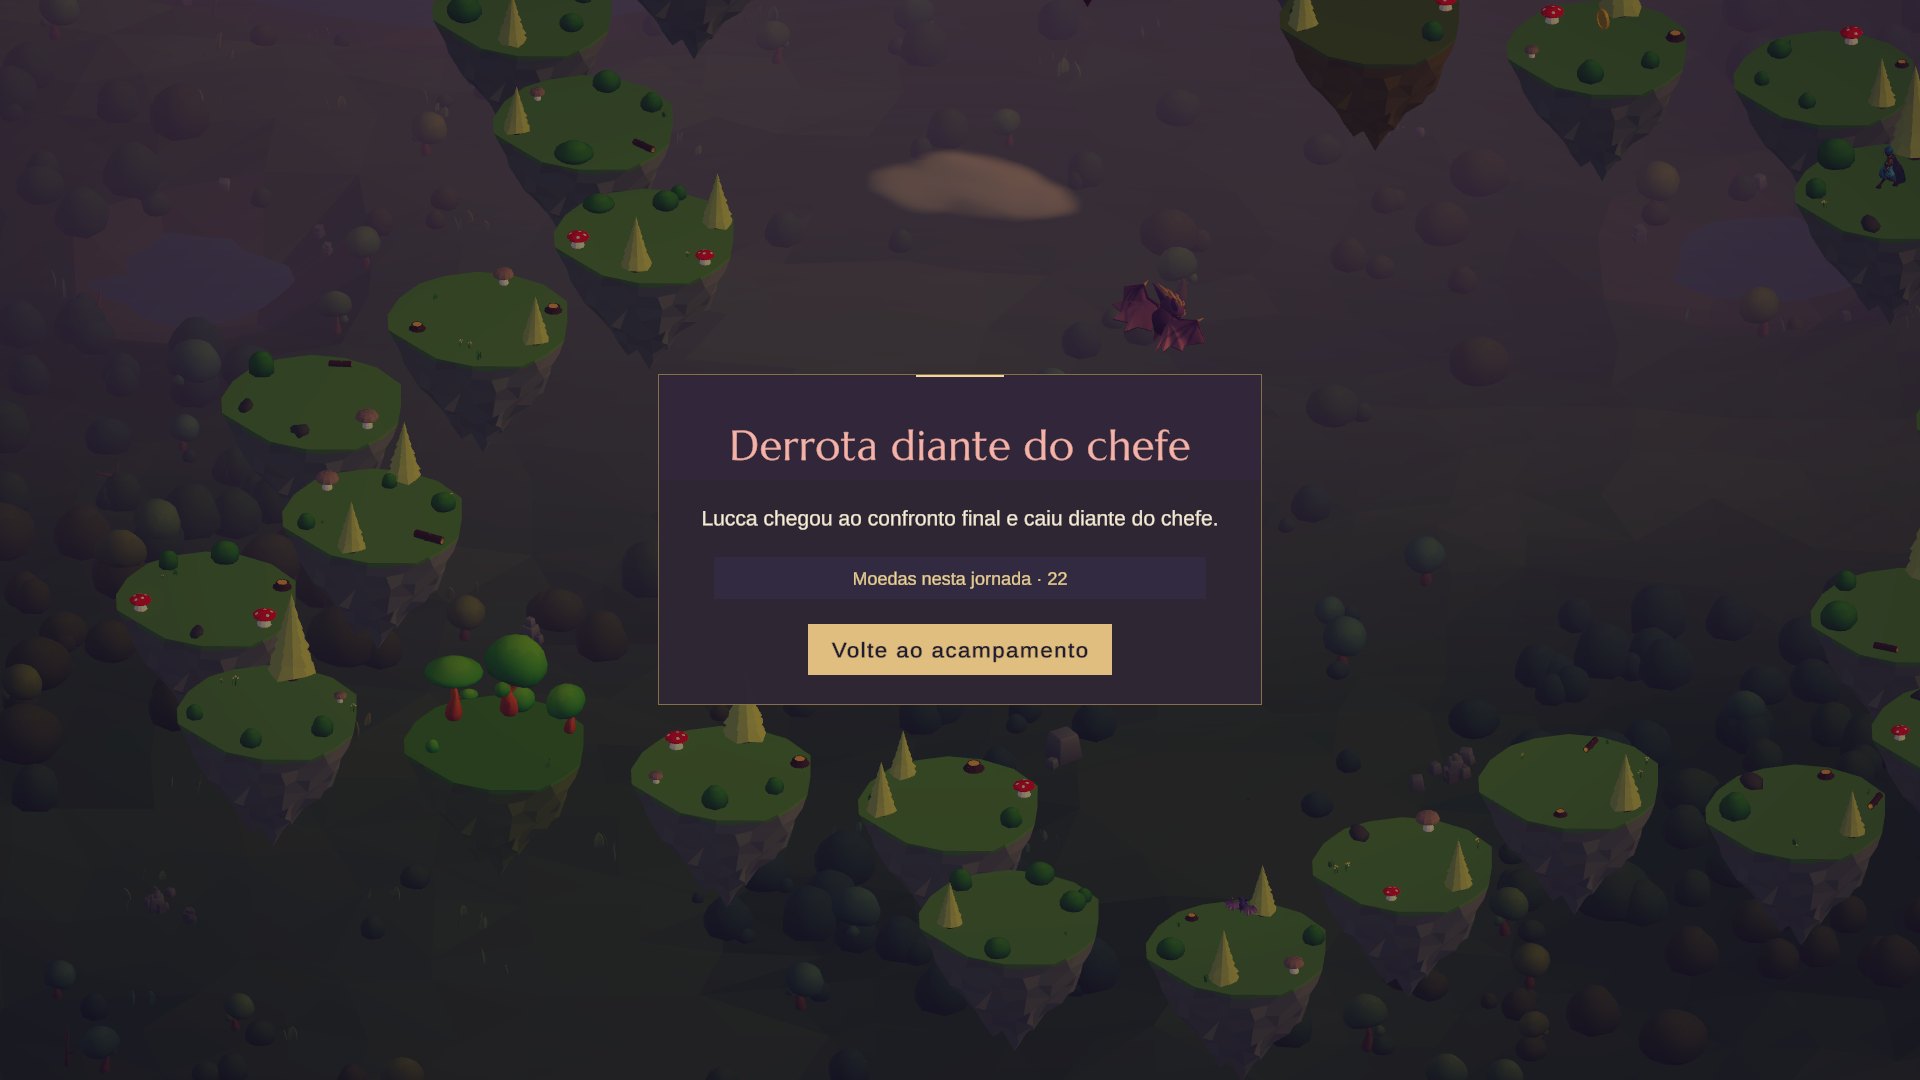 Derrota diante do chefe
Lucca chegou ao confronto final e caiu diante do chefe.
Moedas nesta jornada · 22
Volte ao acampamento